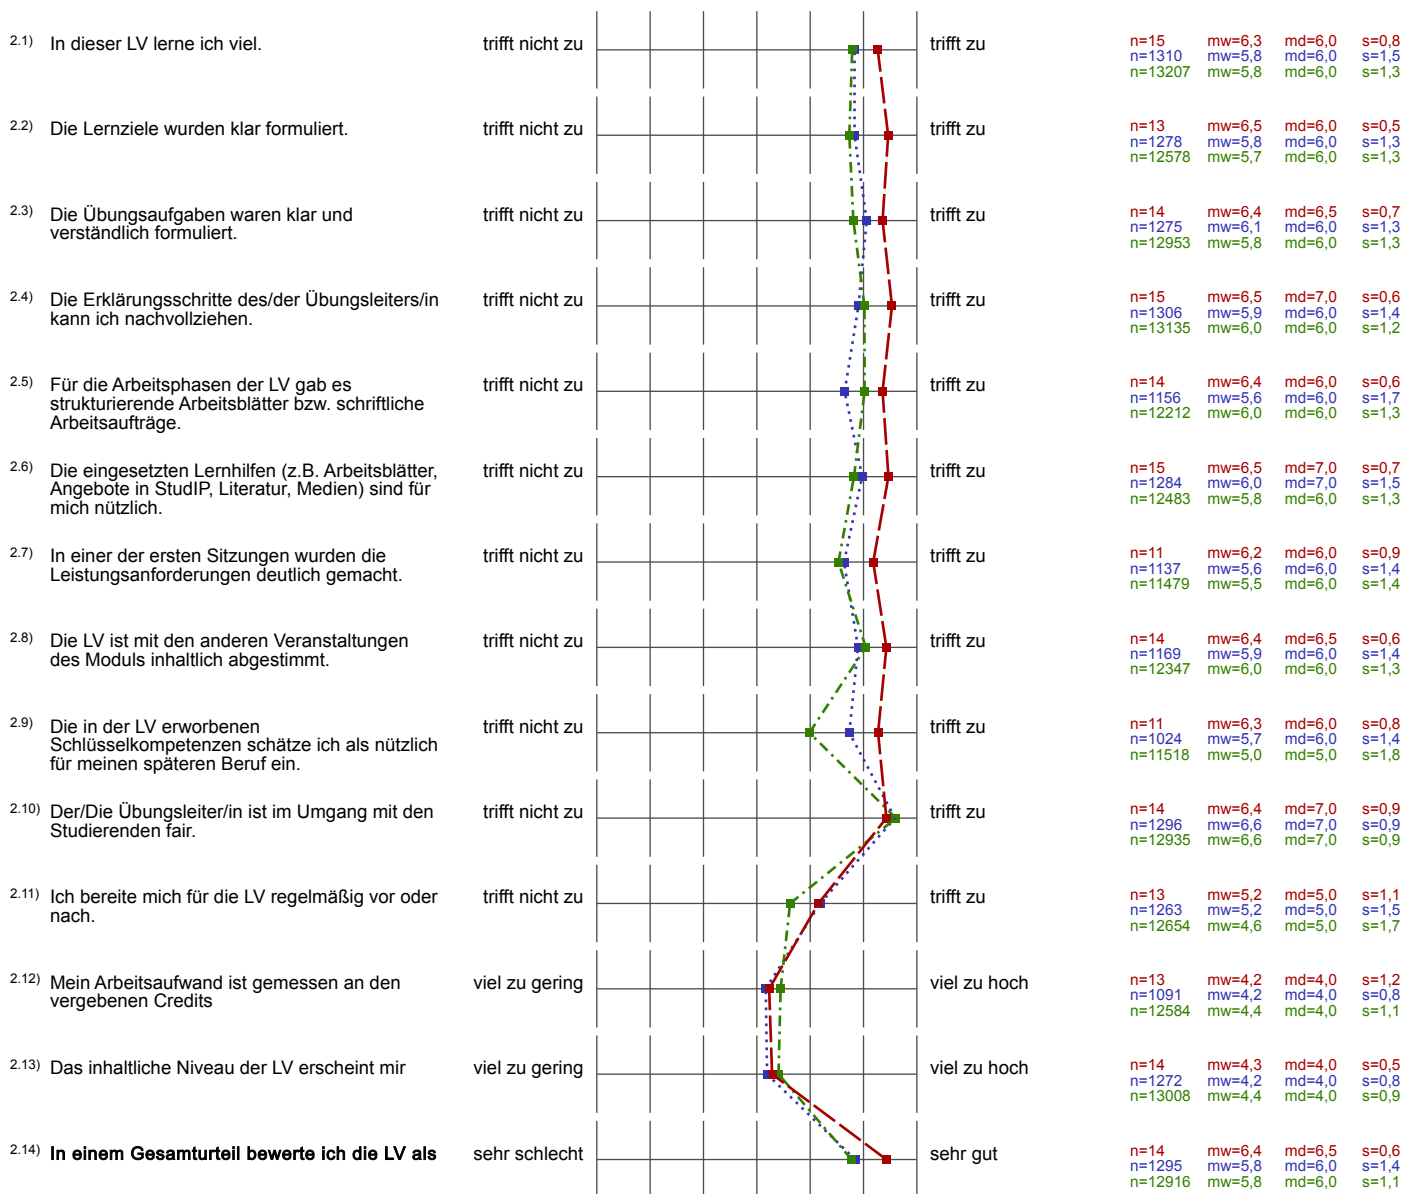 2.1) In dieser LV lerne ich viel. trifft nicht zu trifft zu n=15 mw=6,3 md=6,0 s=0,8
n=1310 mw=5,8 md=6,0 s=1,5
n=13207 mw=5,8 md=6,0 s=1,3
2.2) Die Lernziele wurden klar formuliert. trifft nicht zu trifft zu n=13 mw=6,5 md=6,0 s=0,5
n=1278 mw=5,8 md=6,0 s=1,3
n=12578 mw=5,7 md=6,0 s=1,3
2.3) Die Übungsaufgaben waren klar und trifft nicht zu trifft zu n=14 mw=6,4 md=6,5 s=0,7
verständlich formuliert. n=1275 mw=6,1 md=6,0 s=1,3
n=12953 mw=5,8 md=6,0 s=1,3
2.4) Die Erklärungsschritte des/der Übungsleiters/in trifft nicht zu trifft zu n=15 mw=6,5 md=7,0 s=0,6
kann ich nachvollziehen. n=1306 mw=5,9 md=6,0 s=1,4
n=13135 mw=6,0 md=6,0 s=1,2
2.5) Für die Arbeitsphasen der LV gab es trifft nicht zu trifft zu n=14 mw=6,4 md=6,0 s=0,6
strukturierende Arbeitsblätter bzw. schriftliche n=1156 mw=5,6 md=6,0 s=1,7
Arbeitsaufträge. n=12212 mw=6,0 md=6,0 s=1,3
2.6) Die eingesetzten Lernhilfen (z.B. Arbeitsblätter, trifft nicht zu trifft zu n=15 mw=6,5 md=7,0 s=0,7
Angebote in StudIP, Literatur, Medien) sind für n=1284 mw=6,0 md=7,0 s=1,5
mich nützlich. n=12483 mw=5,8 md=6,0 s=1,3
2.7) In einer der ersten Sitzungen wurden die trifft nicht zu trifft zu n=11 mw=6,2 md=6,0 s=0,9
Leistungsanforderungen deutlich gemacht. n=1137 mw=5,6 md=6,0 s=1,4
n=11479 mw=5,5 md=6,0 s=1,4
2.8) Die LV ist mit den anderen Veranstaltungen trifft nicht zu trifft zu n=14 mw=6,4 md=6,5 s=0,6
des Moduls inhaltlich abgestimmt. n=1169 mw=5,9 md=6,0 s=1,4
n=12347 mw=6,0 md=6,0 s=1,3
2.9) Die in der LV erworbenen trifft nicht zu trifft zu n=11 mw=6,3 md=6,0 s=0,8
Schlüsselkompetenzen schätze ich als nützlich n=1024 mw=5,7 md=6,0 s=1,4
für meinen späteren Beruf ein. n=11518 mw=5,0 md=5,0 s=1,8
2.10) Der/Die Übungsleiter/in ist im Umgang mit den trifft nicht zu trifft zu n=14 mw=6,4 md=7,0 s=0,9
Studierenden fair. n=1296 mw=6,6 md=7,0 s=0,9
n=12935 mw=6,6 md=7,0 s=0,9
2.11) Ich bereite mich für die LV regelmäßig vor oder trifft nicht zu trifft zu n=13 mw=5,2 md=5,0 s=1,1
nach. n=1263 mw=5,2 md=5,0 s=1,5
n=12654 mw=4,6 md=5,0 s=1,7
2.12) Mein Arbeitsaufwand ist gemessen an den viel zu gering viel zu hoch n=13 mw=4,2 md=4,0 s=1,2
vergebenen Credits n=1091 mw=4,2 md=4,0 s=0,8
n=12584 mw=4,4 md=4,0 s=1,1
2.13) Das inhaltliche Niveau der LV erscheint mir viel zu gering viel zu hoch n=14 mw=4,3 md=4,0 s=0,5
n=1272 mw=4,2 md=4,0 s=0,8
n=13008 mw=4,4 md=4,0 s=0,9
2.14) In einem Gesamturteil bewerte ich die LV als sehr schlecht sehr gut n=14 mw=6,4 md=6,5 s=0,6
n=1295 mw=5,8 md=6,0 s=1,4
n=12916 mw=5,8 md=6,0 s=1,1